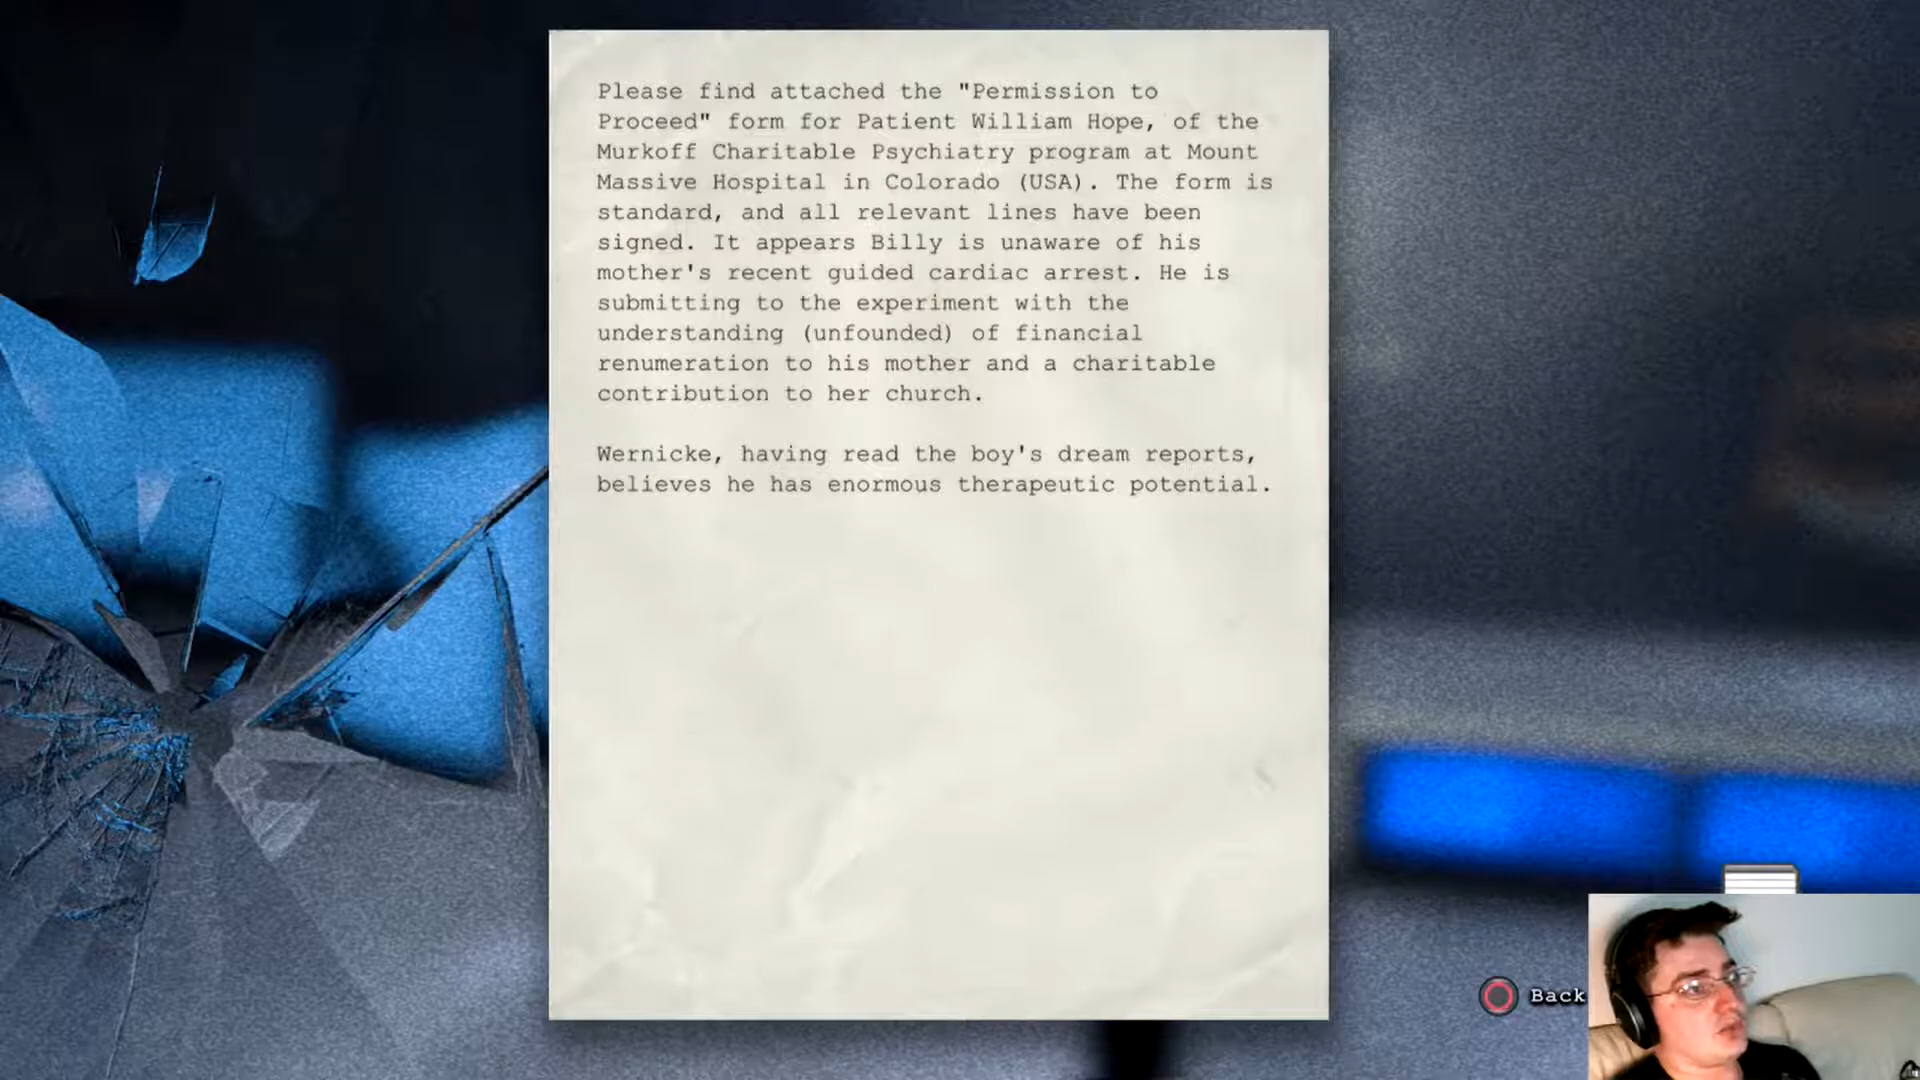 Please find attached the "Permission to
Proceed" form for Patient William Hope, of the
Murkoff Charitable Psychiatry program at Mount
Massive Hospital in Colorado (USA). The form is
standard, and all relevant lines have been
signed. It appears Billy is unaware of his
mother's recent guided cardiac arrest. He is
submitting to the experiment with the
understanding (unfounded) of financial
renumeration to his mother and a charitable
contribution to her church.
Wernicke, having read the boy's dream reports,
believes he has enormous therapeutic potential.
Back